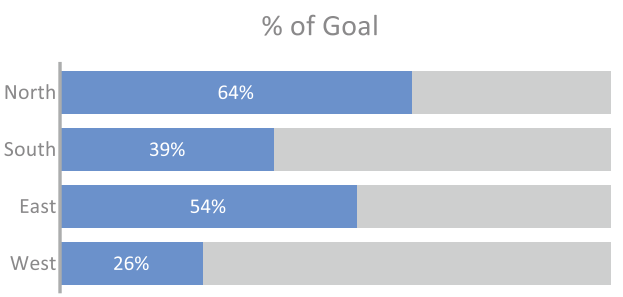 % of Goal
North 64%
South 39%
East 54%
West 26%